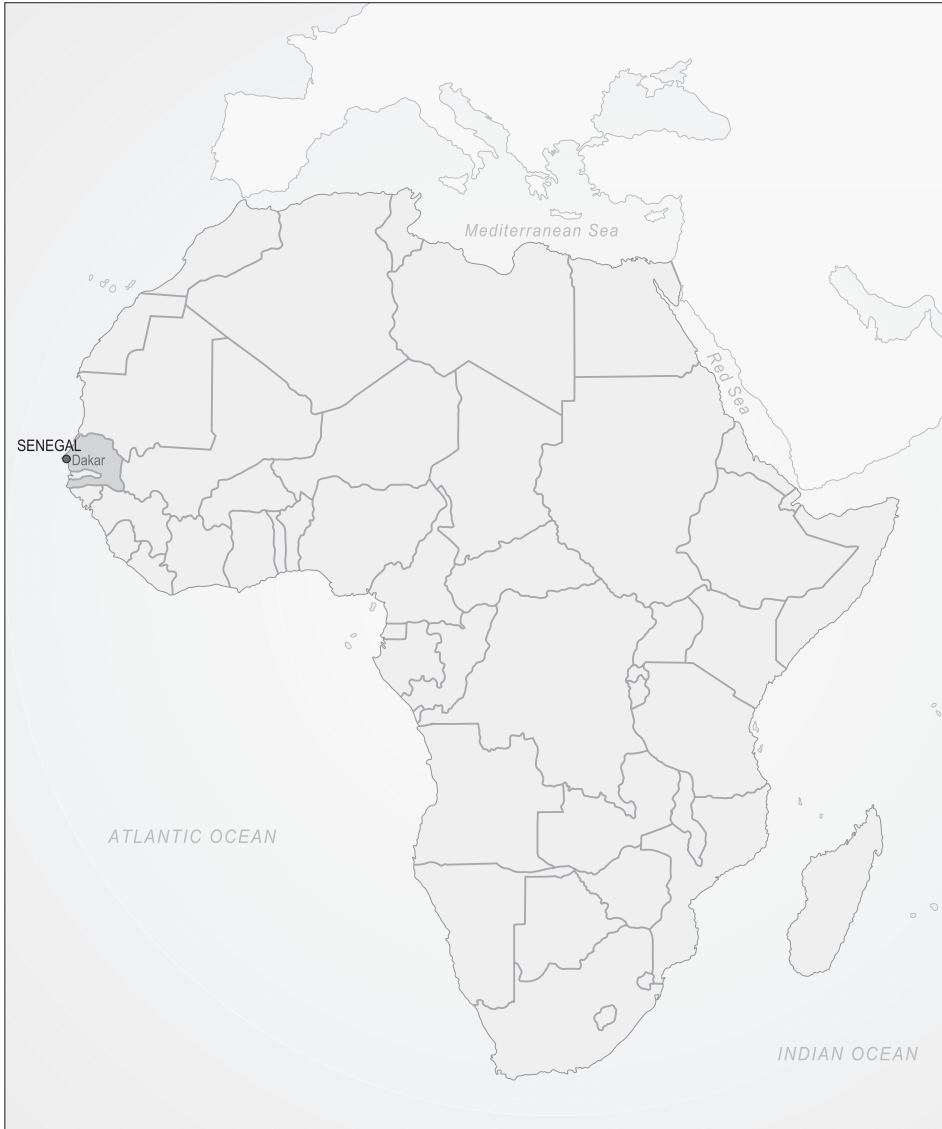 Mediterranean Sea
Red Sea
SENEGAL
Dakar
ATLANTIC OCEAN
INDIAN OCEAN